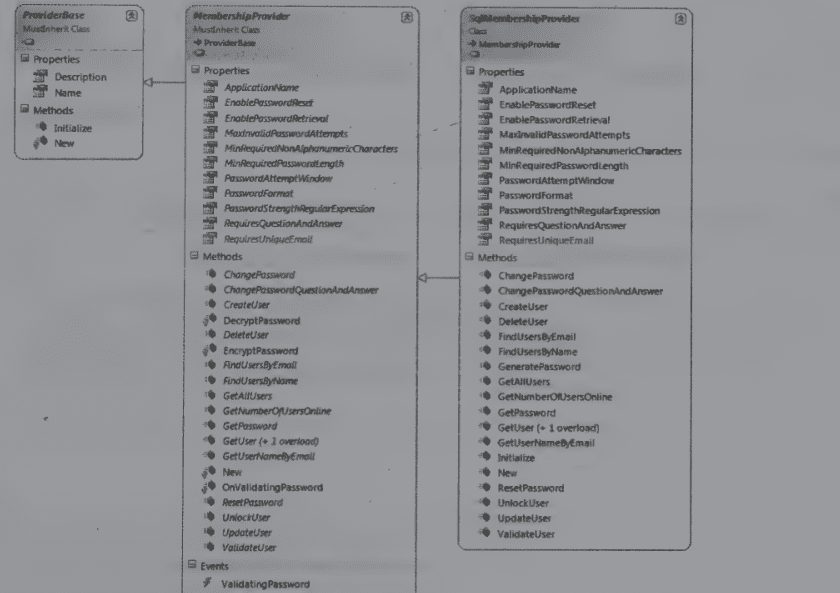 ProviderBase
MustInherit Class
Properties
Description
Name
Methods
Initialize
New
MembershipProvider
MustInherit Class
ProviderBase
Properties
ApplicationName
EnablePasswordReset
EnablePasswordRetrieval
MaxInvalidPasswordAttempts
MinRequiredNonAlphanumericCharacters
MinRequiredPasswordLength
PasswordAttemptWindow
PasswordFormat
PasswordStrengthRegularExpression
RequiresQuestionAndAnswer
RequiresUniqueEmail
Methods
ChangePassword
ChangePasswordQuestionAndAnswer
CreateUser
DecryptPassword
DeleteUser
EncryptPassword
FindUsersByEmail
FindUsersByName
GetAllUsers
GetNumberOfUsersOnline
GetPassword
GetUser (+ 1 overload)
GetUserNameByEmail
New
OnValidatingPassword
ResetPassword
UnlockUser
UpdateUser
ValidateUser
Events
ValidatingPassword
SqlMembershipProvider
Class
MembershipProvider
Properties
ApplicationName
EnablePasswordReset
EnablePasswordRetrieval
MaxInvalidPasswordAttempts
MinRequiredNonAlphanumericCharacters
MinRequiredPasswordLength
PasswordAttemptWindow
PasswordFormat
PasswordStrengthRegularExpression
RequiresQuestionAndAnswer
RequiresUniqueEmail
Methods
ChangePassword
ChangePasswordQuestionAndAnswer
CreateUser
DeleteUser
FindUsersByEmail
FindUsersByName
GeneratePassword
GetAllUsers
GetNumberOfUsersOnline
GetPassword
GetUser (+ 1 overload)
GetUserNameByEmail
Initialize
New
ResetPassword
UnlockUser
UpdateUser
ValidateUser